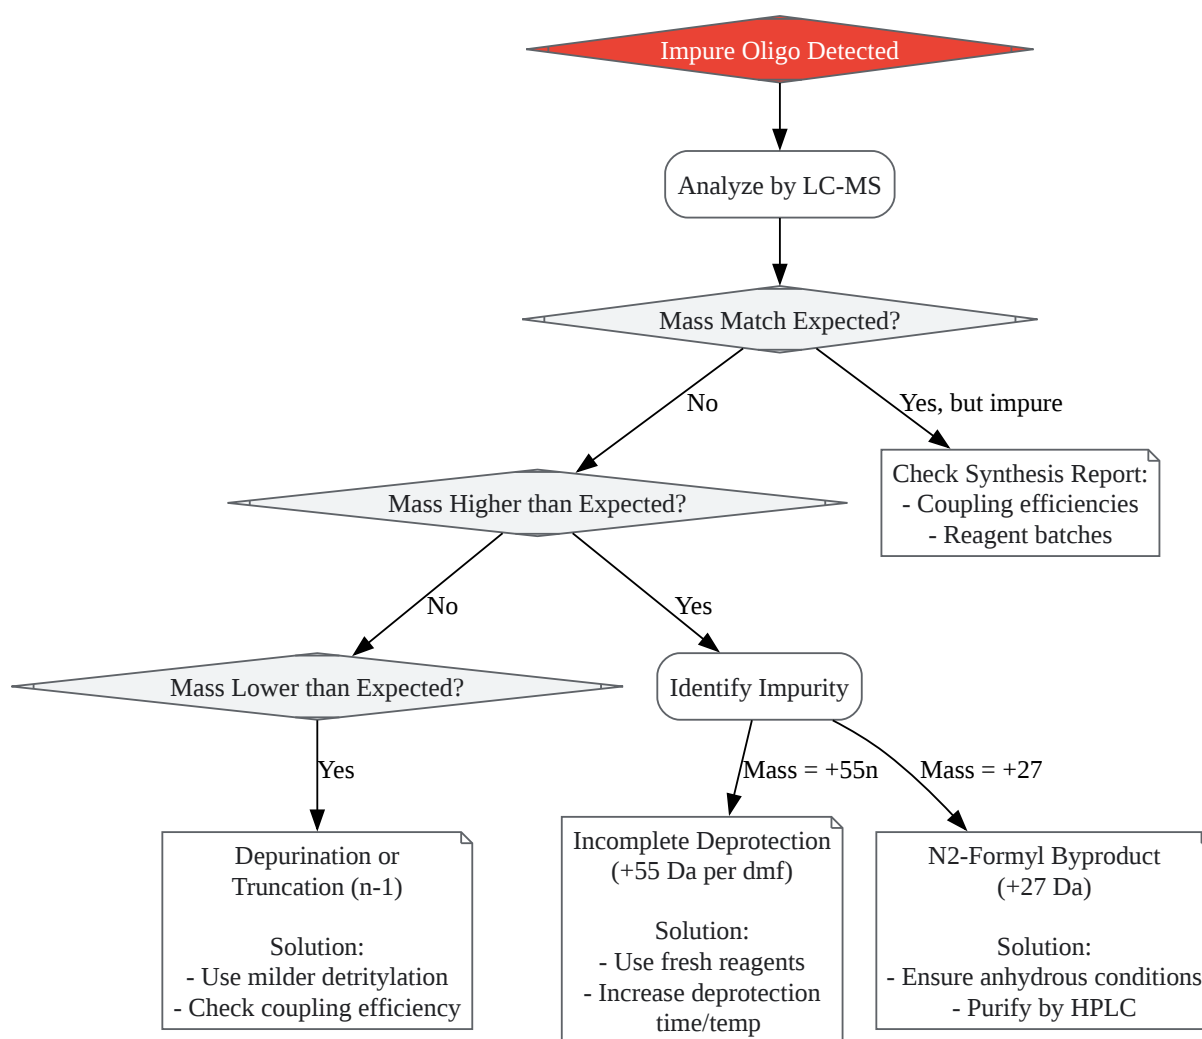 Impure Oligo Detected
Analyze by LC-MS
Mass Match Expected?
No
Yes, but impure
Check Synthesis Report:
- Coupling efficiencies
- Reagent batches
Mass Higher than Expected?
No
Yes
Mass Lower than Expected?
Identify Impurity
Yes
Mass = +55n
Mass = +27
Depurination or
Truncation (n-1)
Solution:
- Use milder detritylation
- Check coupling efficiency
Incomplete Deprotection
(+55 Da per dmf)
Solution:
- Use fresh reagents
- Increase deprotection
time/temp
N2-Formyl Byproduct
(+27 Da)
Solution:
- Ensure anhydrous conditions
- Purify by HPLC